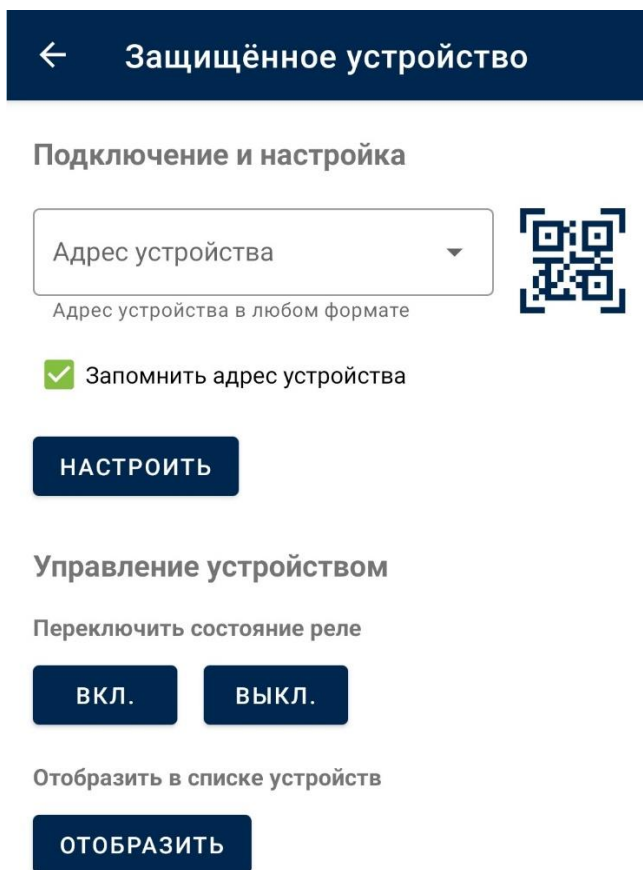 Защищённое устройство
Подключение и настройка
Адрес устройства
Адрес устройства в любом формате
Запомнить адрес устройства
НАСТРОИТЬ
Управление устройством
Переключить состояние реле
ВКЛ. ВЫКЛ.
Отобразить в списке устройств
ОТОБРАЗИТЬ